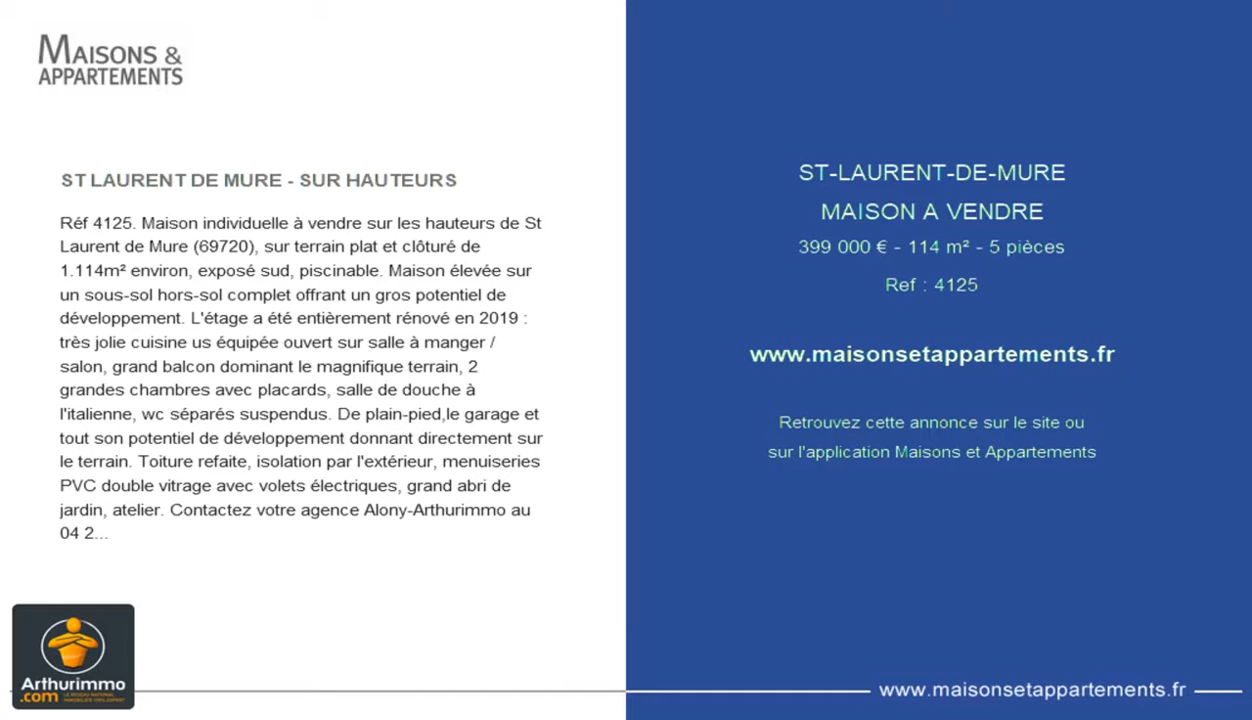 MAISONS &
APPARTEMENTS
ST LAURENT DE MURE - SUR HAUTEURS
Réf 4125. Maison individuelle à vendre sur les hauteurs de St
Laurent de Mure (69720), sur terrain plat et clôturé de
1.114m² environ, exposé sud, piscinable. Maison élevée sur
un sous-sol hors-sol complet offrant un gros potentiel de
développement. L'étage a été entièrement rénové en 2019 :
très jolie cuisine us équipée ouvert sur salle à manger /
salon, grand balcon dominant le magnifique terrain, 2
grandes chambres avec placards, salle de douche à
l'italienne, wc séparés suspendus. De plain-pied,le garage et
tout son potentiel de développement donnant directement sur
le terrain. Toiture refaite, isolation par l'extérieur, menuiseries
PVC double vitrage avec volets électriques, grand abri de
jardin, atelier. Contactez votre agence Alony-Arthurimmo au
04 2...
Arthurimmo
.com
ST-LAURENT-DE-MURE
MAISON A VENDRE
399 000 € - 114 m² - 5 pièces
Ref : 4125
www.maisonsetappartements.fr
Retrouvez cette annonce sur le site ou
sur l'application Maisons et Appartements
www.maisonsetappartements.fr